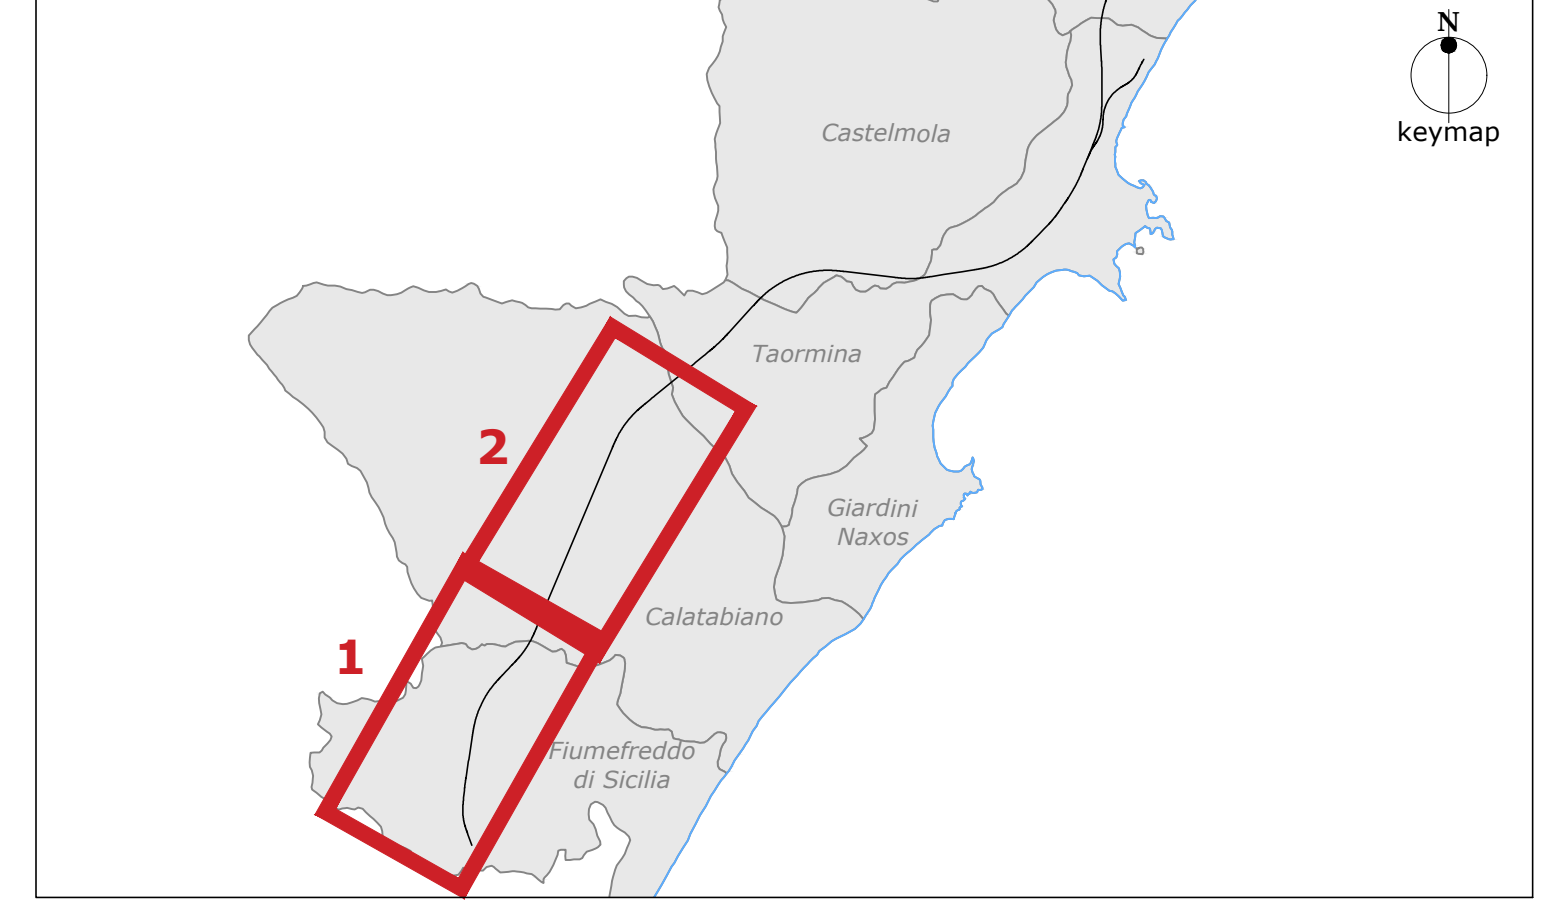 N
keymap
Castelmola
Taormina
2
Giardini
Naxos
Calatabiano
1
Fiumefreddo
di Sicilia